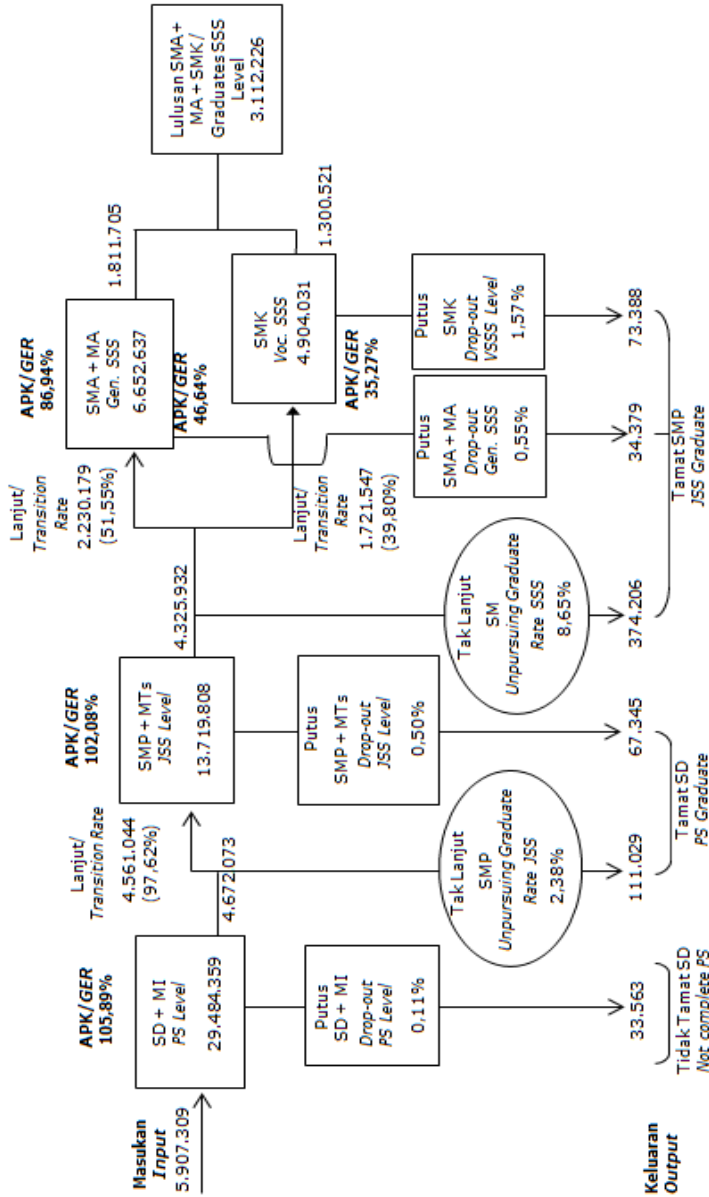 Masukan
Input
5.907.309
APK/GER
105,89%
SD + MI
PS Level
29.484.359
Putus
SD + MI
Drop-out
PS Level
0,11%
33.563
Tidak Tamat SD
Not complete PS
Lanjut/
Transition Rate
4.561.044
(97,62%)
4.672.073
Tak Lanjut
SMP
Unpursuing Graduate
Rate JSS
2,38%
111.029
APK/GER
102,08%
SMP + MTs
JSS Level
13.719.808
Putus
SMP + MTs
Drop-out
JSS Level
0,50%
67.345
Tamat SD
PS Graduate
4.325.932
Tak Lanjut
SM
Unpursuing Graduate
Rate SSS
8,65%
374.206
Lanjut/
Transition
Rate
2.230.179
(51,55%)
Lanjut/
Transition
Rate
1.721.547
(39,80%)
APK/GER
86,94%
SMA + MA
Gen. SSS
6.652.637
APK/GER
46,64%
SMK
Voc. SSS
4.904.031
APK/GER
35,27%
Putus
SMA + MA
Drop-out
Gen. SSS
0,55%
34.379
Putus
SMK
Drop-out
VSSS Level
1,57%
73.388
Tamat SMP
JSS Graduate
1.811.705
1.300.521
Lulusan SMA+
MA + SMK/
Graduates SSS
Level
3.112.226
Keluaran
Output